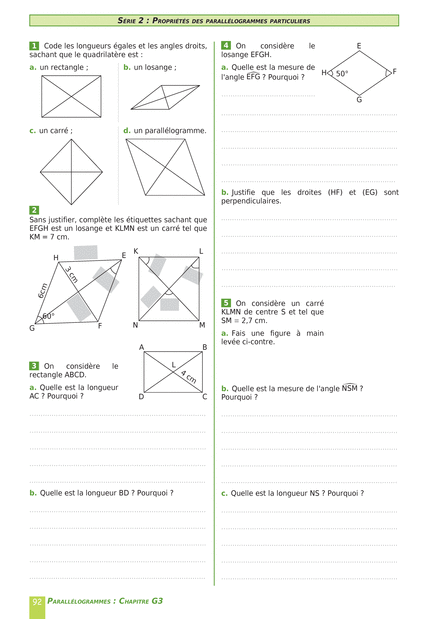 SÉRIE 2 : PROPRIÉTÉS DES PARALLÉLOGRAMMES PARTICULIERS
1 Code les longueurs égales et les angles droits,
sachant que le quadrilatère est :
a. un rectangle ;
b. un losange ;
c. un carré ;
d. un parallélogramme.
2
Sans justifier, complète les étiquettes sachant que
EFGH est un losange et KLMN est un carré tel que
KM = 7 cm.
H
E
3 cm
6cm
60°
G
F
K
L
N
M
3 On considère le
rectangle ABCD.
a. Quelle est la longueur
AC ? Pourquoi ?
A
B
L
4 cm
D
C
b. Quelle est la longueur BD ? Pourquoi ?
4 On considère le
losange EFGH.
a. Quelle est la mesure de
l'angle EFG ? Pourquoi ?
E
H
50°
F
G
b. Justifie que les droites (HF) et (EG) sont
perpendiculaires.
5 On considère un carré
KLMN de centre S et tel que
SM = 2,7 cm.
a. Fais une figure à main
levée ci-contre.
b. Quelle est la mesure de l'angle NSM ?
Pourquoi ?
c. Quelle est la longueur NS ? Pourquoi ?
92 PARALLÉLOGRAMMES : CHAPITRE G3